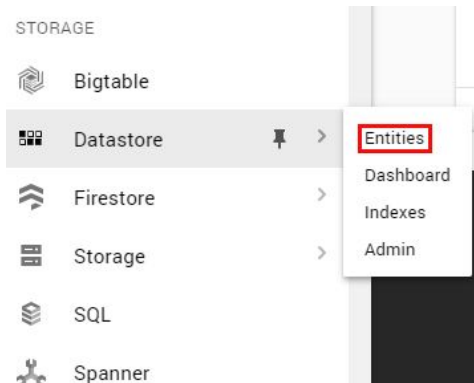 STORAGE
Bigtable
Datastore
Entities
Dashboard
Indexes
Admin
Firestore
Storage
SQL
Spanner